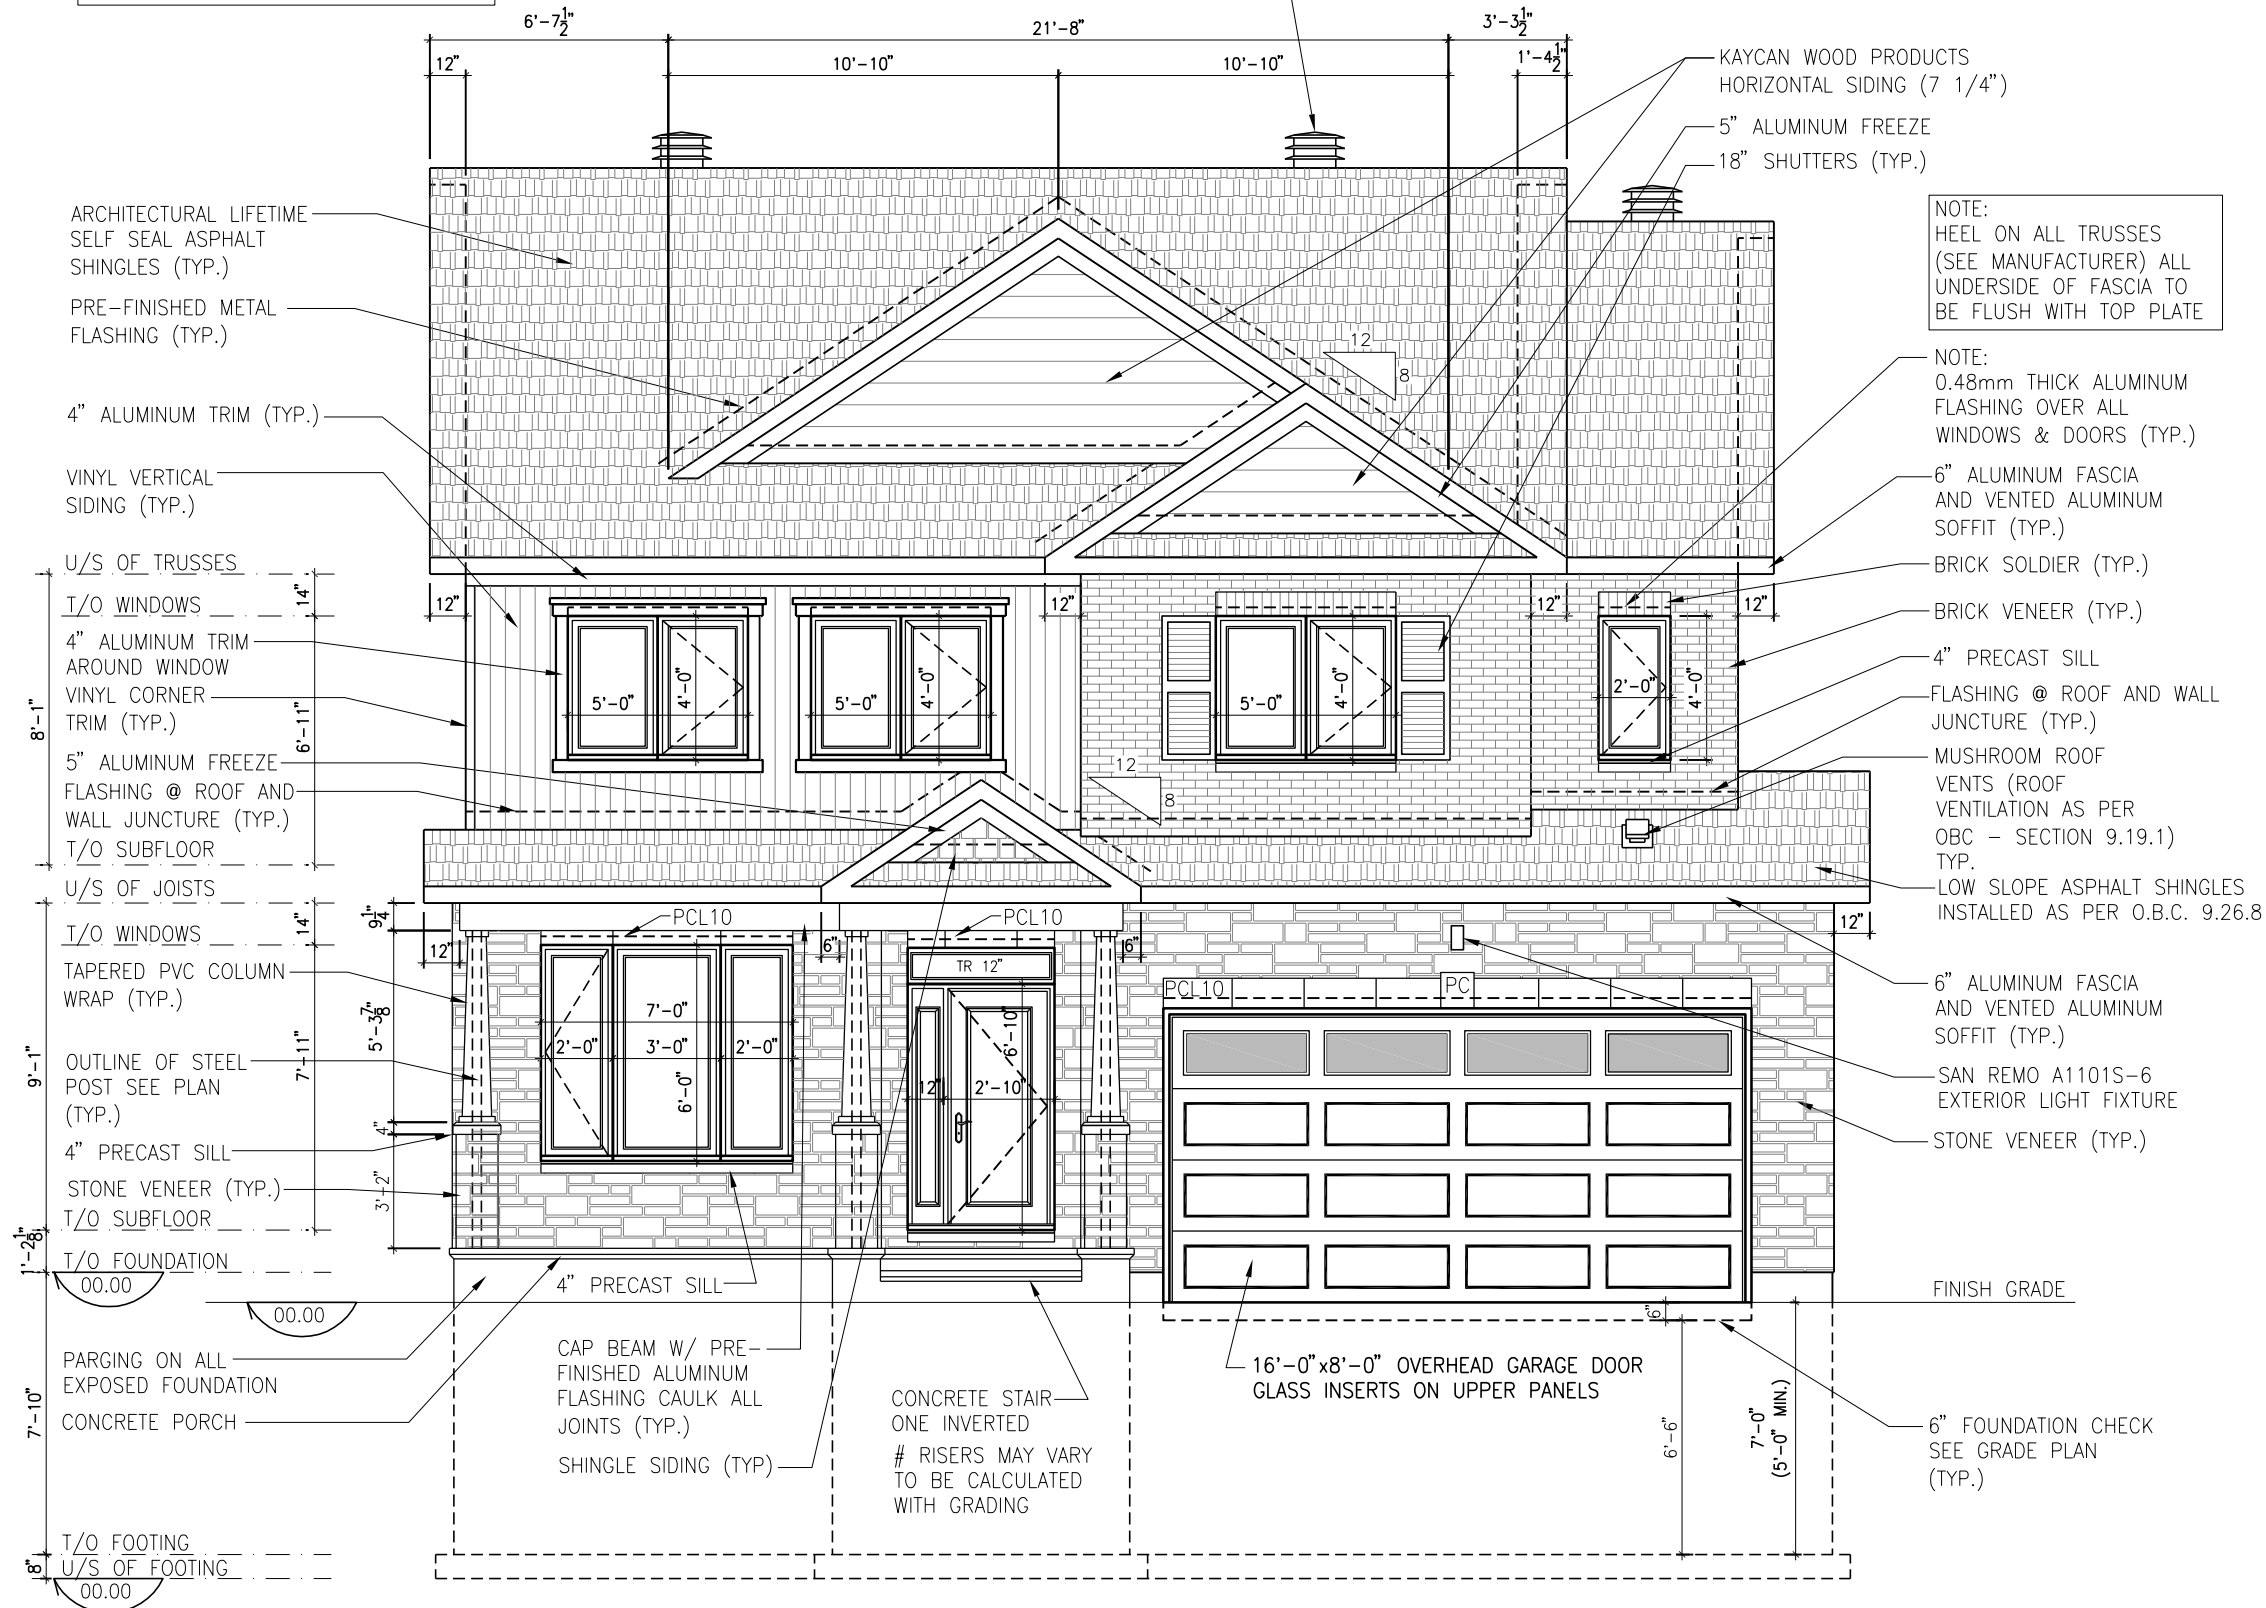 6'-7 1/2"
21'-8"
3'-3 1/2"
12"
10'-10"
10'-10"
1'-4 1/2"
KAYCAN WOOD PRODUCTS
HORIZONTAL SIDING (7 1/4")
5" ALUMINUM FREEZE
18" SHUTTERS (TYP.)
NOTE:
HEEL ON ALL TRUSSES
(SEE MANUFACTURER) ALL
UNDERSIDE OF FASCIA TO
BE FLUSH WITH TOP PLATE
NOTE:
0.48mm THICK ALUMINUM
FLASHING OVER ALL
WINDOWS & DOORS (TYP.)
6" ALUMINUM FASCIA
AND VENTED ALUMINUM
SOFFIT (TYP.)
BRICK SOLDIER (TYP.)
BRICK VENEER (TYP.)
4" PRECAST SILL
FLASHING @ ROOF AND WALL
JUNCTURE (TYP.)
MUSHROOM ROOF
VENTS (ROOF
VENTILATION AS PER
OBC - SECTION 9.19.1)
TYP.
LOW SLOPE ASPHALT SHINGLES
INSTALLED AS PER O.B.C. 9.26.8
6" ALUMINUM FASCIA
AND VENTED ALUMINUM
SOFFIT (TYP.)
SAN REMO A1101S-6
EXTERIOR LIGHT FIXTURE
STONE VENEER (TYP.)
FINISH GRADE
6" FOUNDATION CHECK
SEE GRADE PLAN
(TYP.)
ARCHITECTURAL LIFETIME
SELF SEAL ASPHALT
SHINGLES (TYP.)
PRE-FINISHED METAL
FLASHING (TYP.)
4" ALUMINUM TRIM (TYP.)
VINYL VERTICAL
SIDING (TYP.)
U/S OF TRUSSES
T/O WINDOWS
4" ALUMINUM TRIM
AROUND WINDOW
VINYL CORNER
TRIM (TYP.)
5" ALUMINUM FREEZE
FLASHING @ ROOF AND
WALL JUNCTURE (TYP.)
T/O SUBFLOOR
U/S OF JOISTS
T/O WINDOWS
TAPERED PVC COLUMN
WRAP (TYP.)
OUTLINE OF STEEL
POST SEE PLAN
(TYP.)
4" PRECAST SILL
STONE VENEER (TYP.)
T/O SUBFLOOR
T/O FOUNDATION
00.00
00.00
PARGING ON ALL
EXPOSED FOUNDATION
CONCRETE PORCH
T/O FOOTING
U/S OF FOOTING
00.00
8'-1"
14"
6'-11"
9'-1"
14"
7'-11"
1'-2 1/8"
7'-10"
8"
9 1/4"
5'-3 7/8"
4"
3'-2"
12
8
12"
12"
12"
12"
5'-0"
4'-0"
5'-0"
4'-0"
5'-0"
4'-0"
2'-0"
4'-0"
12
8
PCL10
PCL10
12"
6"
6"
12"
TR 12"
PCL10
PC
7'-0"
2'-0"
3'-0"
2'-0"
6'-0"
6'-10"
12"
2'-10"
4" PRECAST SILL
CAP BEAM W/ PRE-
FINISHED ALUMINUM
FLASHING CAULK ALL
JOINTS (TYP.)
SHINGLE SIDING (TYP)
CONCRETE STAIR
ONE INVERTED
# RISERS MAY VARY
TO BE CALCULATED
WITH GRADING
16'-0"x8'-0" OVERHEAD GARAGE DOOR
GLASS INSERTS ON UPPER PANELS
6"
6'-6"
7'-0"
(5'-0" MIN.)